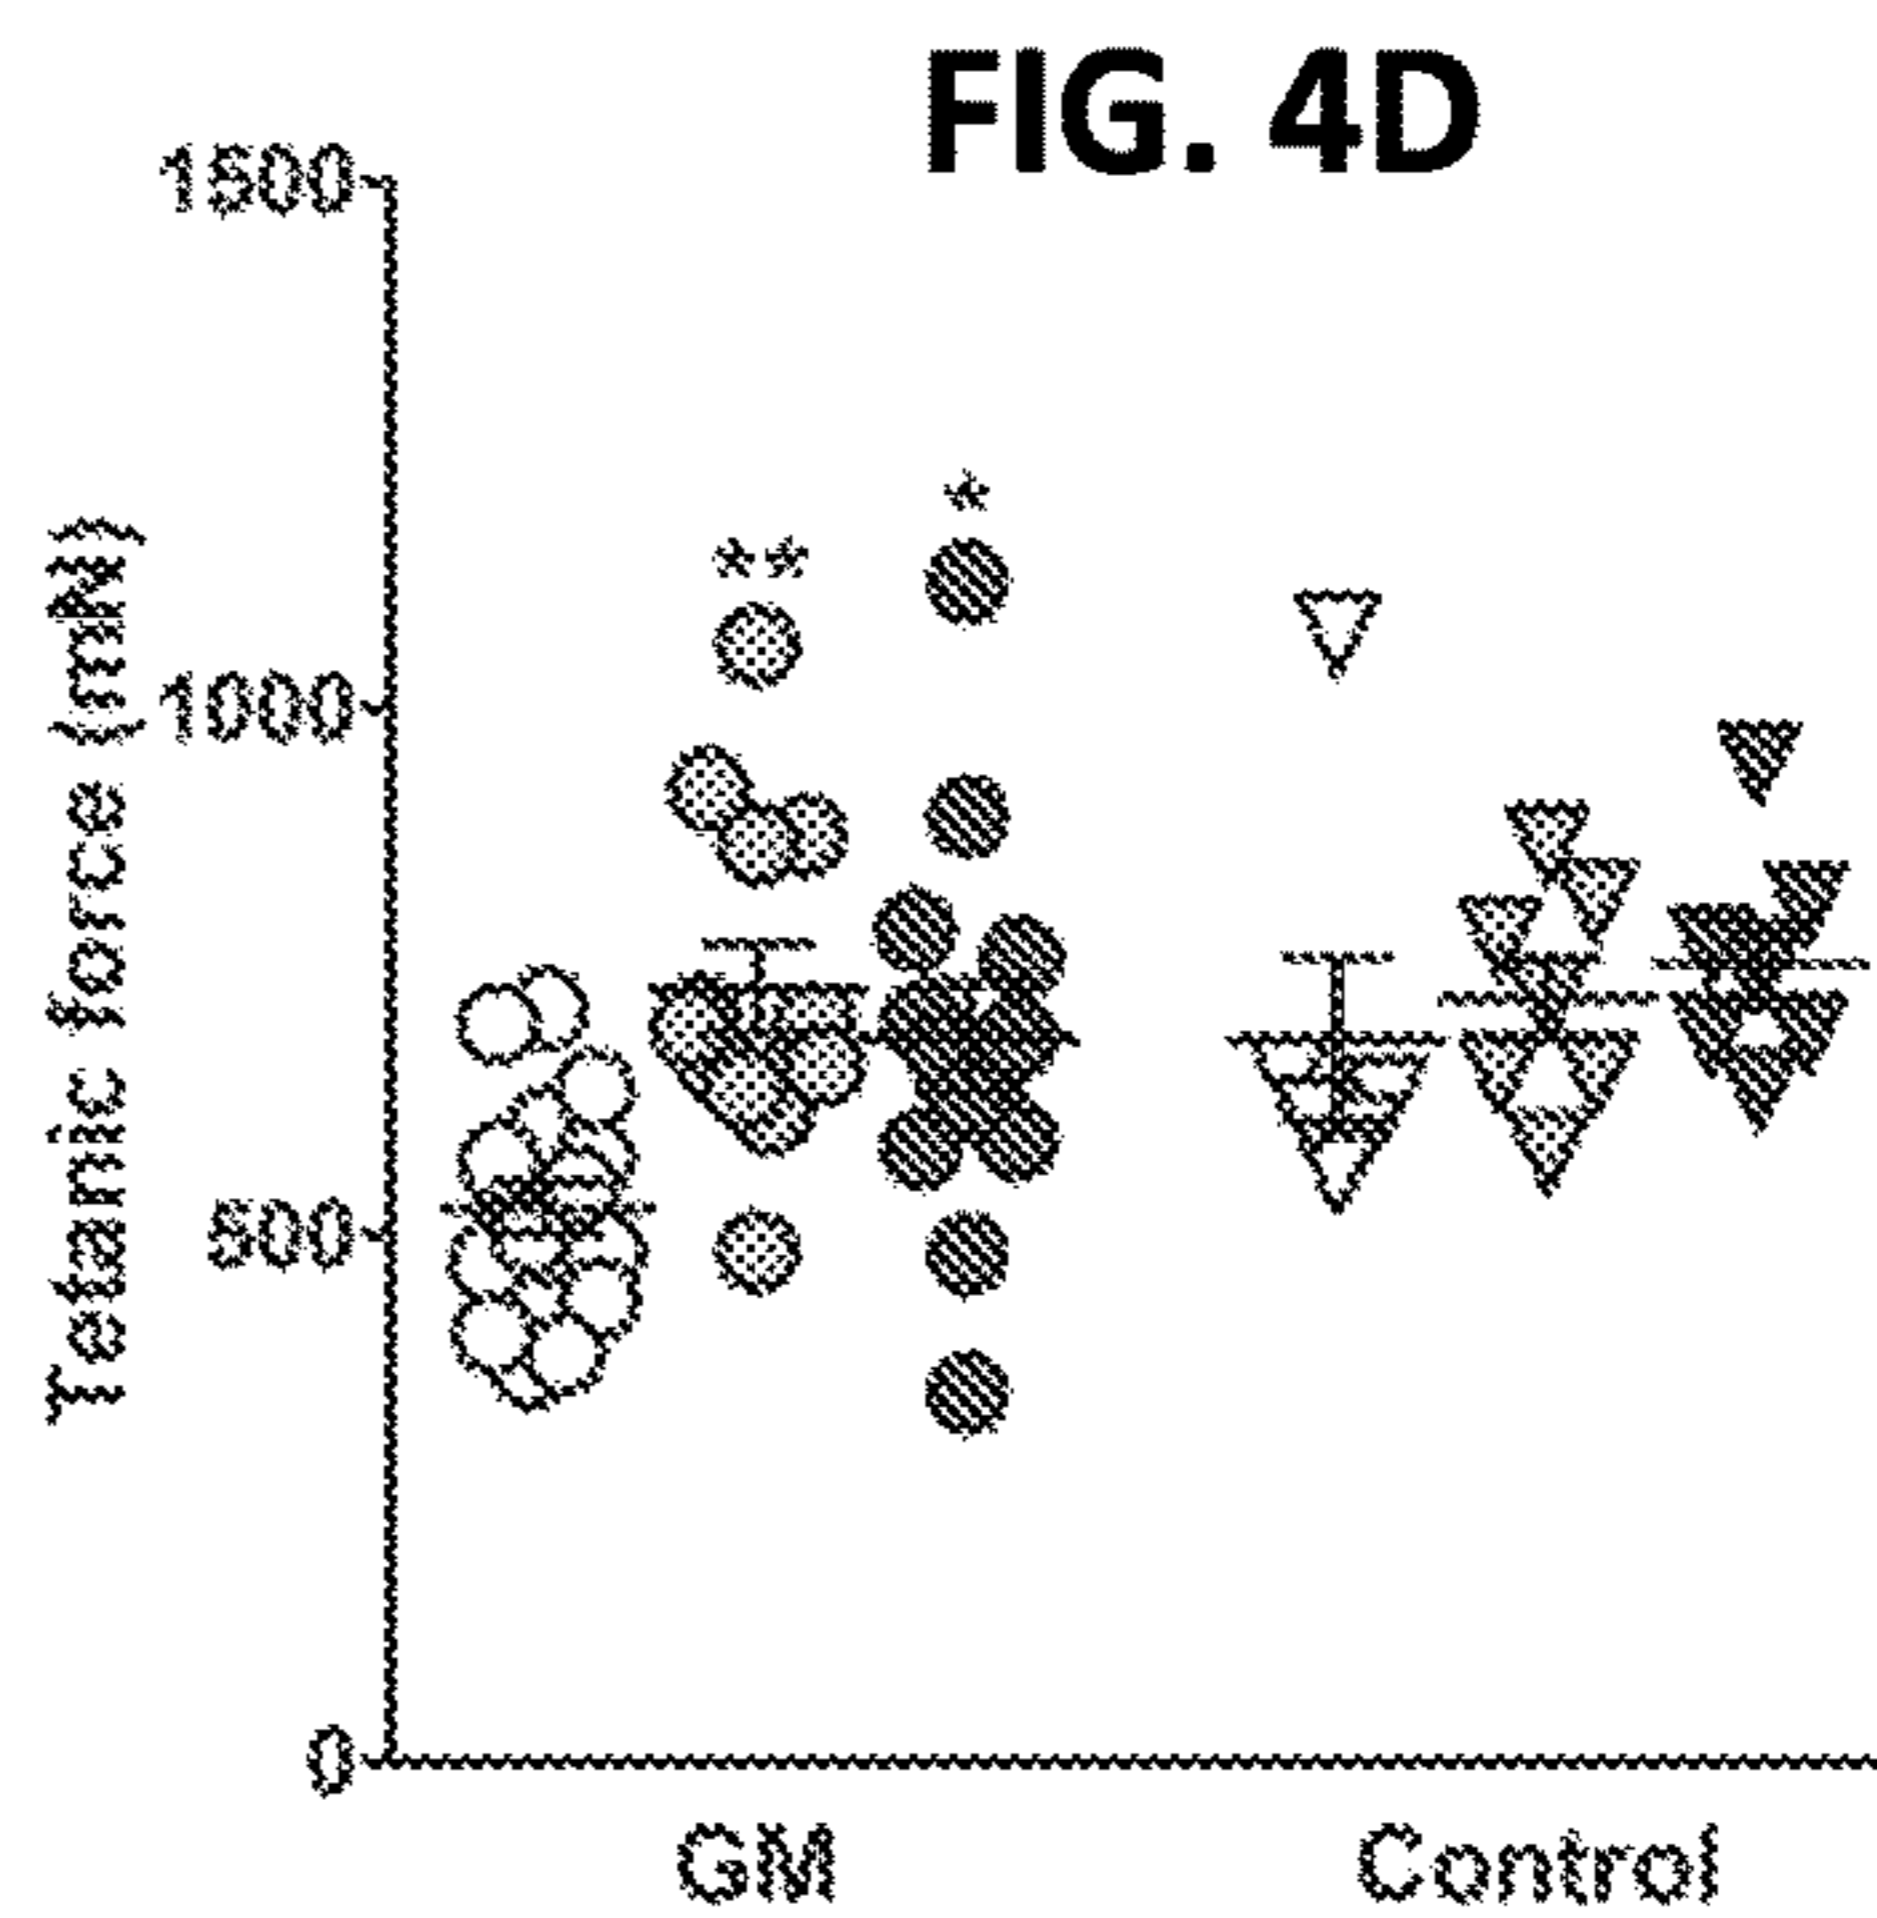 FIG. 4D
1500
*
**
1000
500
0
Tetanic force (mN)
GM
Control